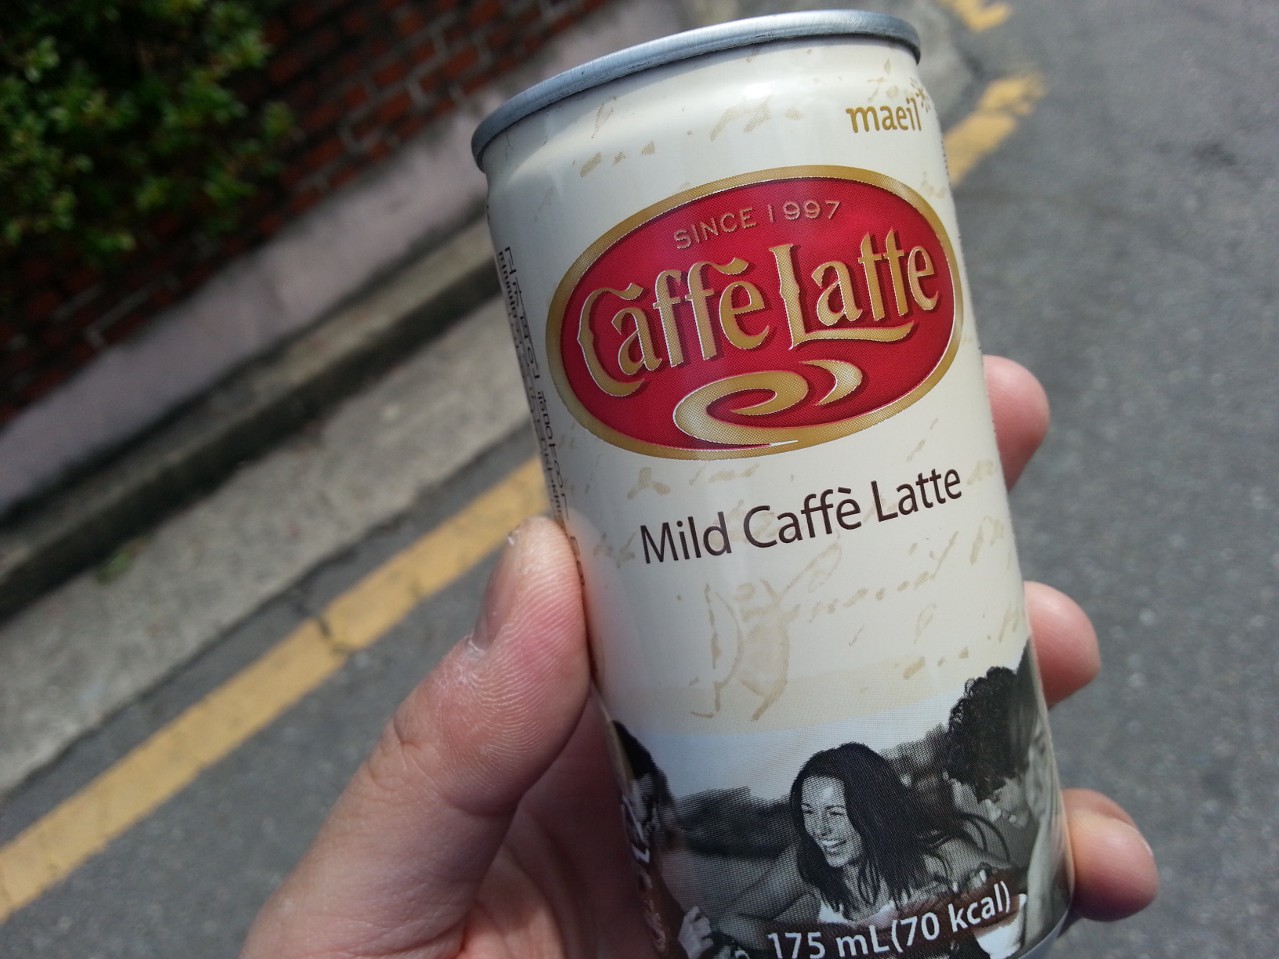 maeil
SINCE 1997
Caffè Latte
Mild Caffè Latte
175 mL(70 kcal)